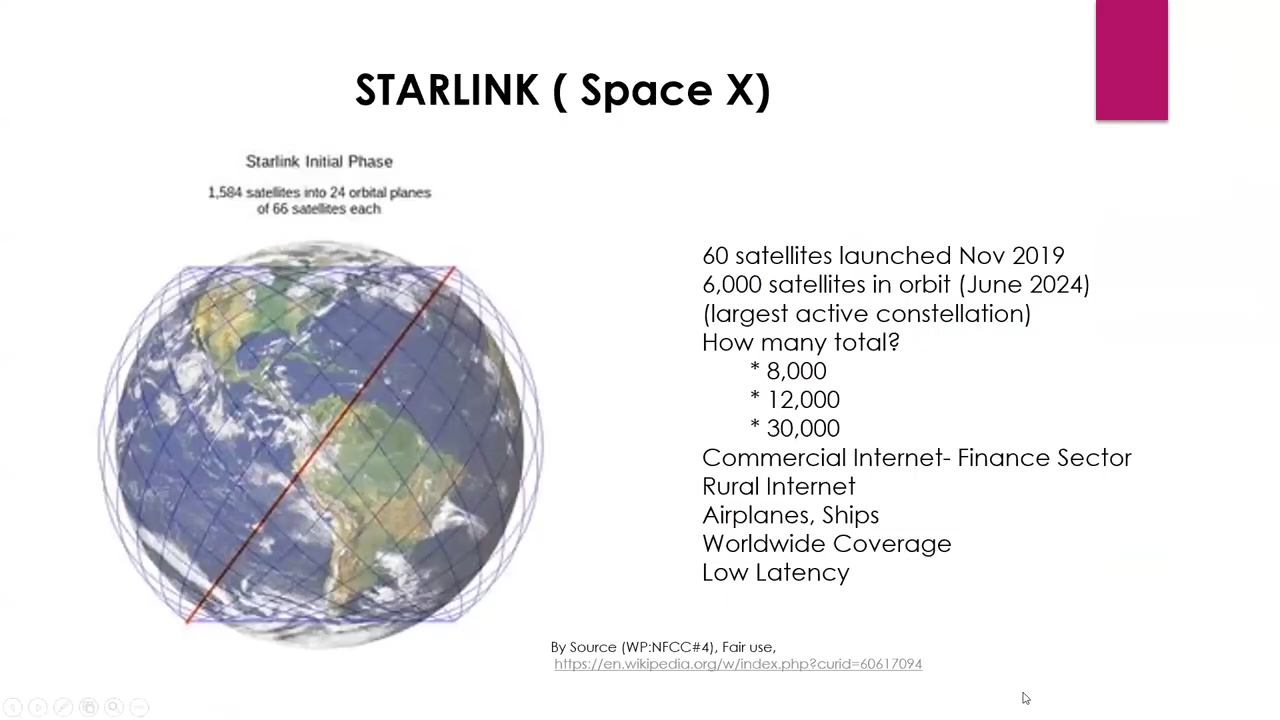 STARLINK ( Space X)
Starlink Initial Phase
1,584 satellites into 24 orbital planes
of 66 satellites each
60 satellites launched Nov 2019
6,000 satellites in orbit (June 2024)
(largest active constellation)
How many total?
* 8,000
* 12,000
* 30,000
Commercial Internet- Finance Sector
Rural Internet
Airplanes, Ships
Worldwide Coverage
Low Latency
By Source (WP:NFCC#4), Fair use,
https://en.wikipedia.org/w/index.php?curid=60617094